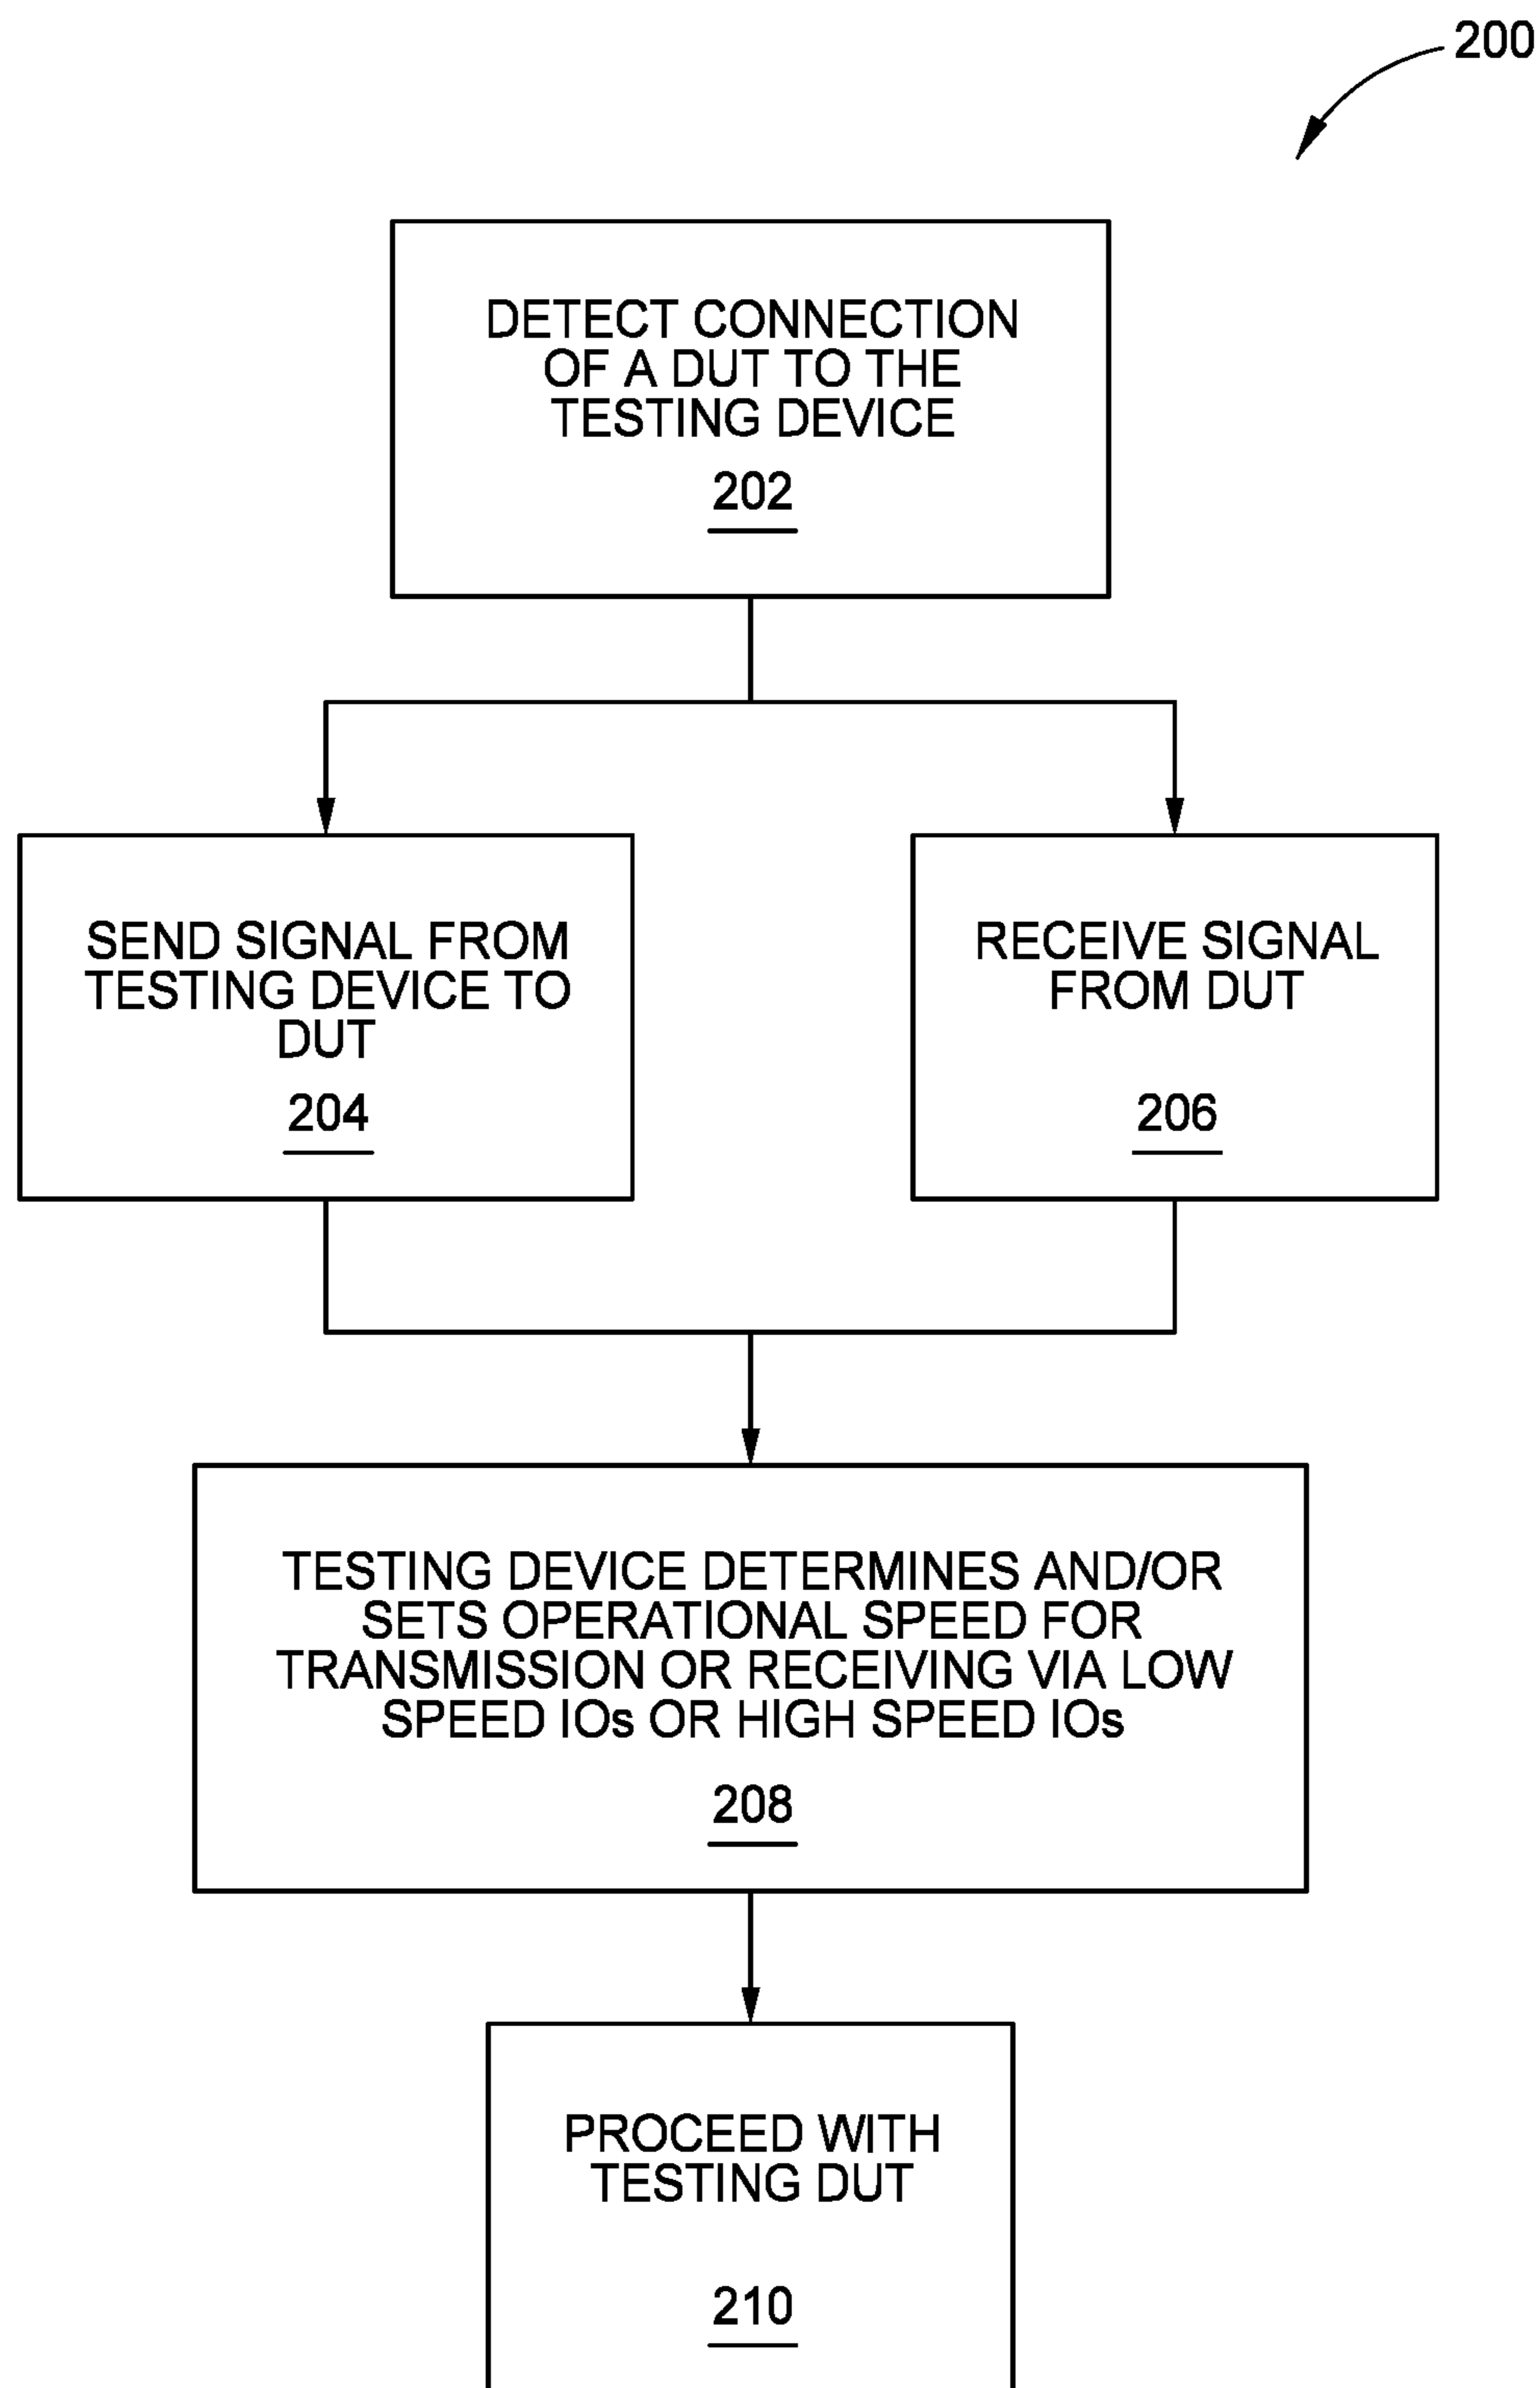 200
DETECT CONNECTION
OF A DUT TO THE
TESTING DEVICE
202
SEND SIGNAL FROM
TESTING DEVICE TO
DUT
204
RECEIVE SIGNAL
FROM DUT
206
TESTING DEVICE DETERMINES AND/OR
SETS OPERATIONAL SPEED FOR
TRANSMISSION OR RECEIVING VIA LOW
SPEED IOs OR HIGH SPEED IOs
208
PROCEED WITH
TESTING DUT
210